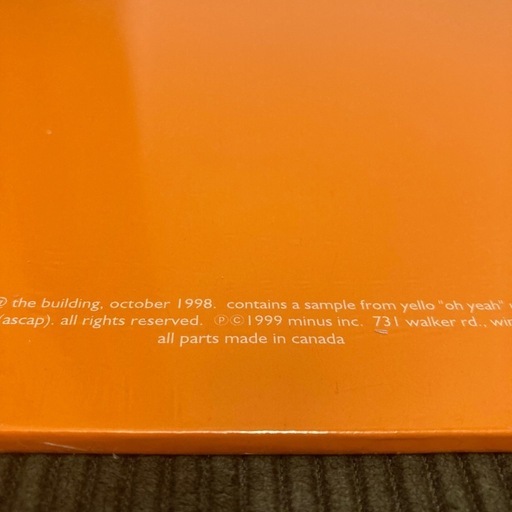 @ the building, october 1998. contains a sample from yello "oh yeah"
(ascap). all rights reserved. ℗©1999 minus inc. 731 walker rd.,
all parts made in canada